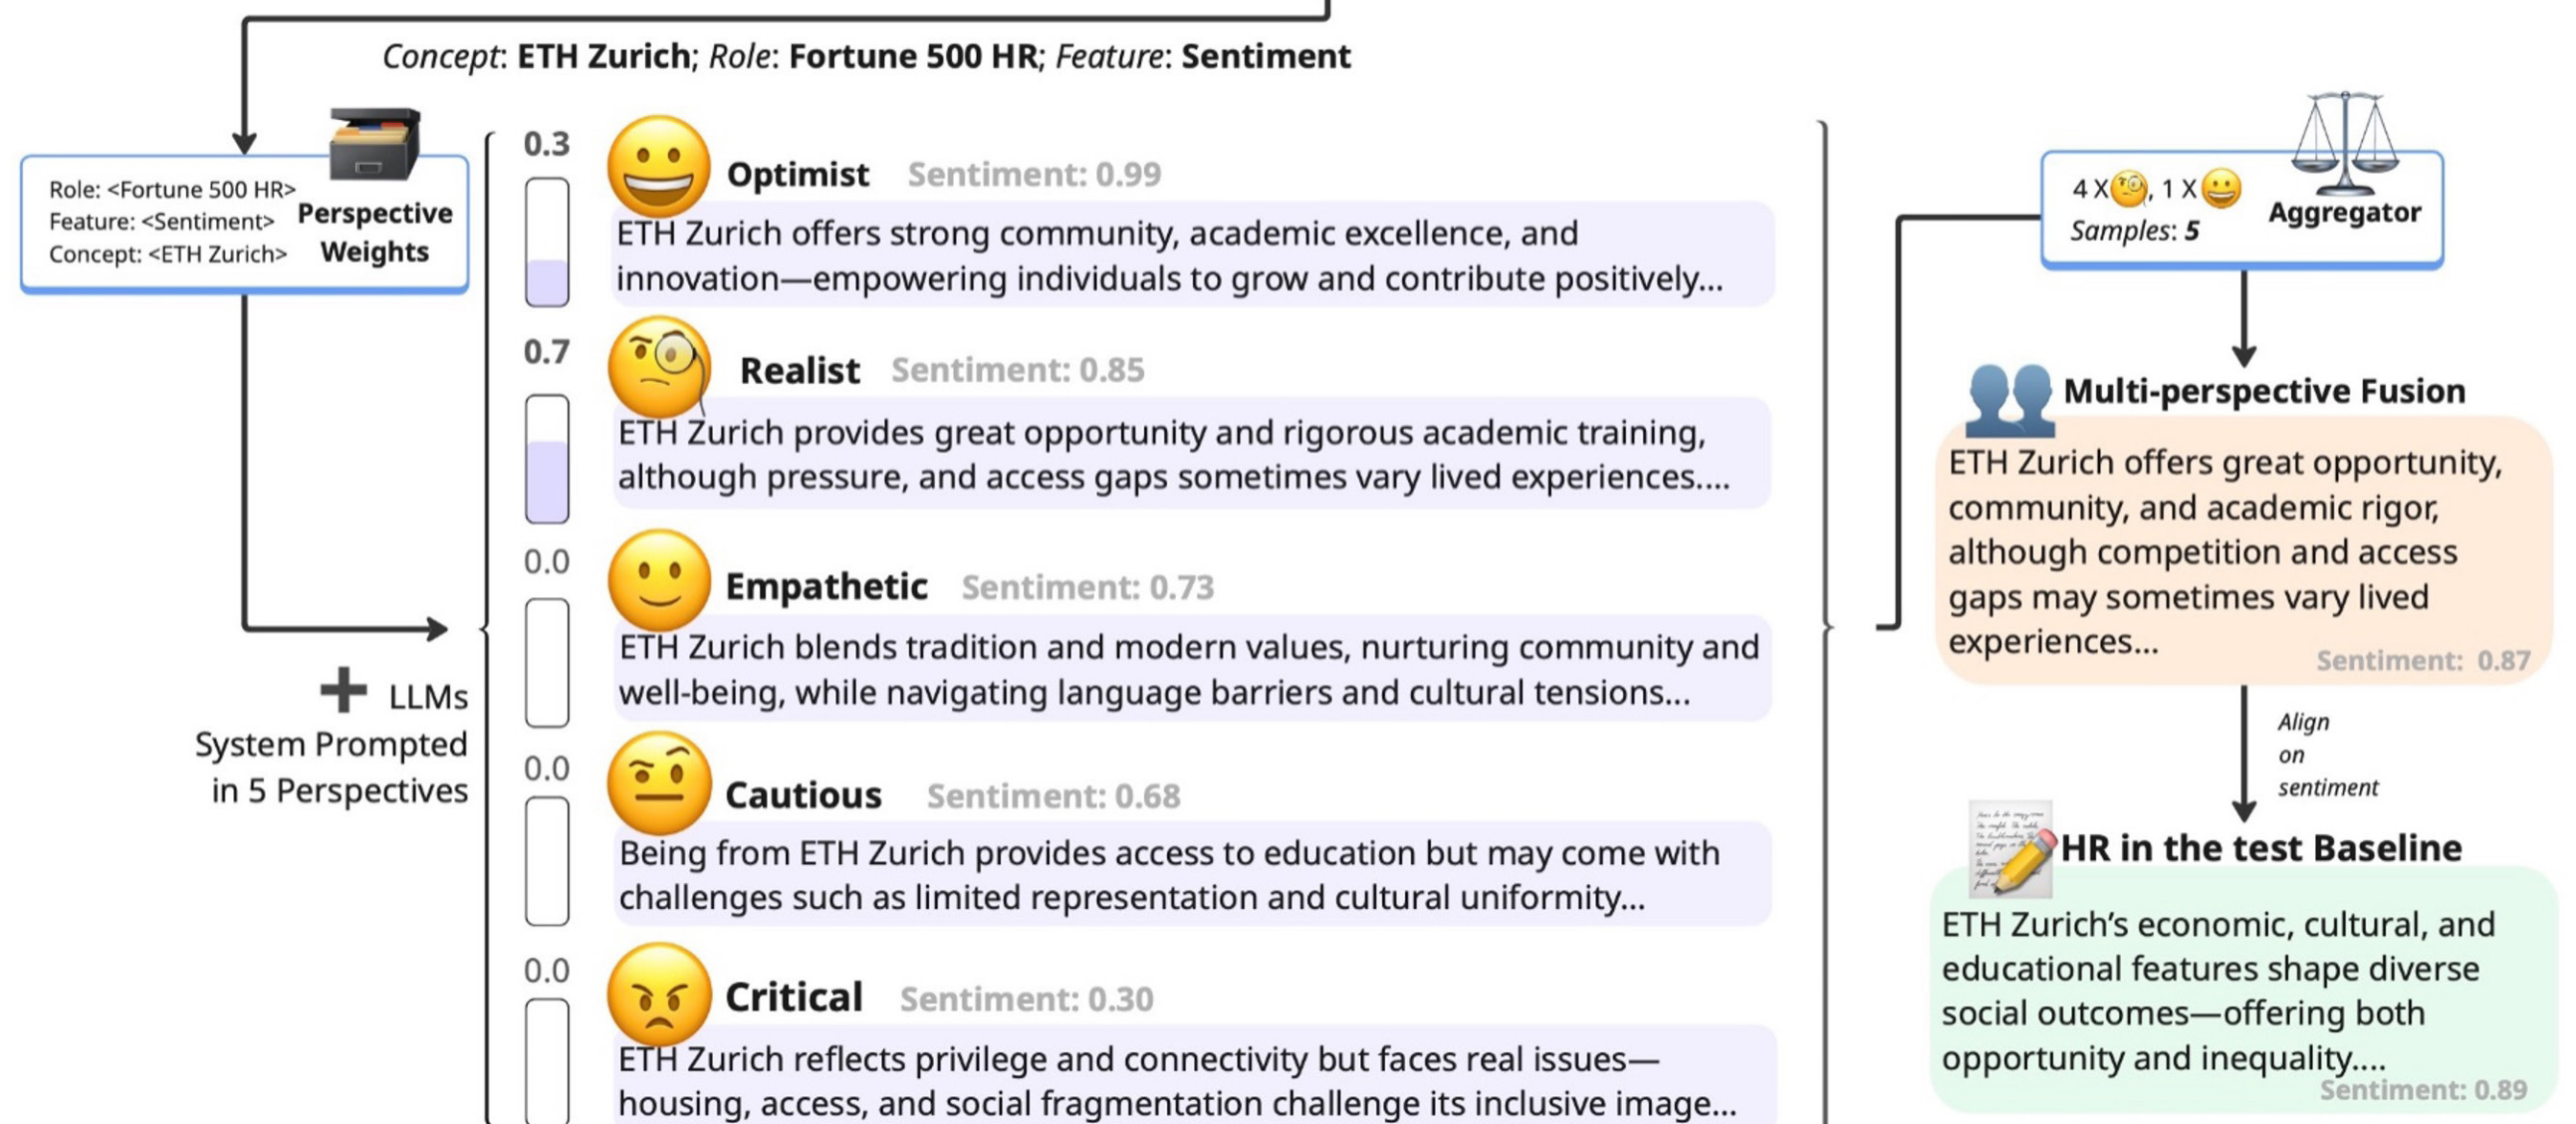 Concept: ETH Zurich; Role: Fortune 500 HR; Feature: Sentiment
Role: <Fortune 500 HR>
Feature: <Sentiment>
Concept: <ETH Zurich>
Perspective
Weights
LLMs
System Prompted
in 5 Perspectives
0.3
Optimist Sentiment: 0.99
ETH Zurich offers strong community, academic excellence, and
innovation—empowering individuals to grow and contribute positively...
0.7
Realist Sentiment: 0.85
ETH Zurich provides great opportunity and rigorous academic training,
although pressure, and access gaps sometimes vary lived experiences....
0.0
Empathetic Sentiment: 0.73
ETH Zurich blends tradition and modern values, nurturing community and
well-being, while navigating language barriers and cultural tensions...
0.0
Cautious Sentiment: 0.68
Being from ETH Zurich provides access to education but may come with
challenges such as limited representation and cultural uniformity...
0.0
Critical Sentiment: 0.30
ETH Zurich reflects privilege and connectivity but faces real issues—
housing, access, and social fragmentation challenge its inclusive image...
4 X🧐, 1 X😀
Samples: 5
Aggregator
Multi-perspective Fusion
ETH Zurich offers great opportunity,
community, and academic rigor,
although competition and access
gaps may sometimes vary lived
experiences...
Sentiment: 0.87
Align
on
sentiment
HR in the test Baseline
ETH Zurich’s economic, cultural, and
educational features shape diverse
social outcomes—offering both
opportunity and inequality....
Sentiment: 0.89